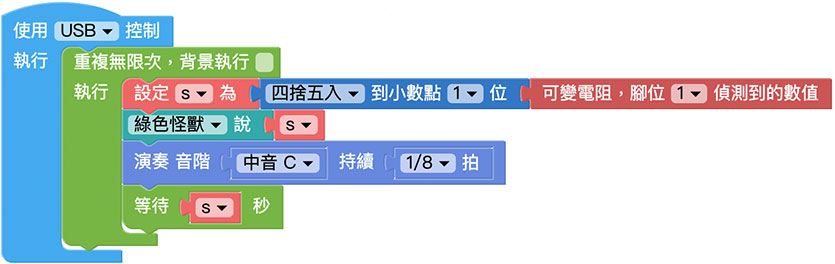 使用 USB 控制
執行 重複無限次，背景執行
執行 設定 s 為 四捨五入 到小數點 1 位 可變電阻，腳位 1 偵測到的數值
綠色怪獸 說 s
演奏 音階 中音 C 持續 1/8 拍
等待 s 秒